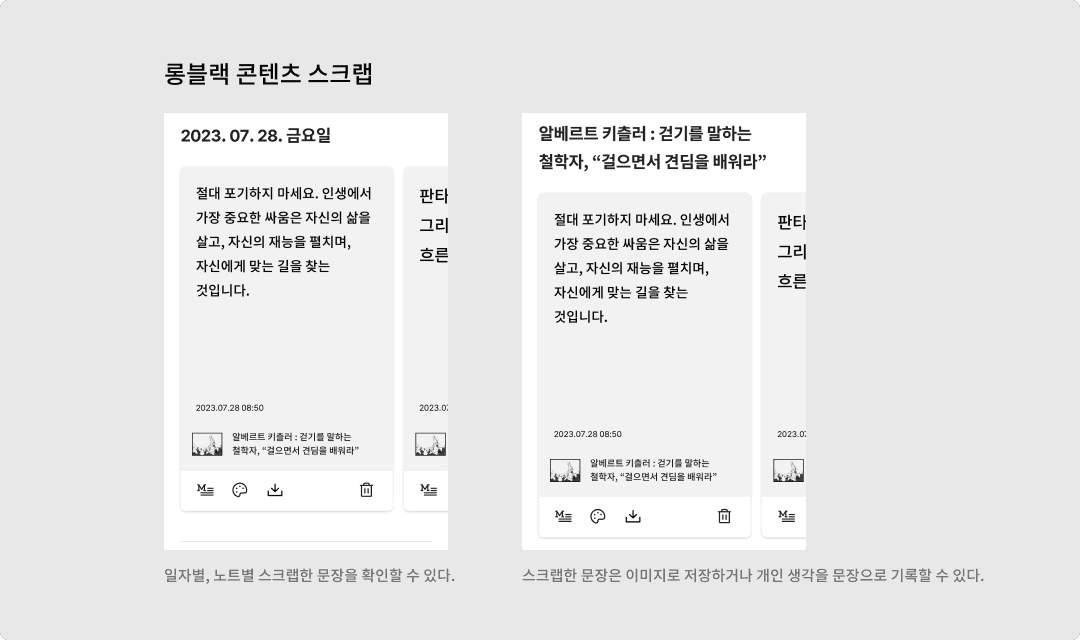 롱블랙 콘텐츠 스크랩
2023. 07. 28. 금요일
절대 포기하지 마세요. 인생에서
가장 중요한 싸움은 자신의 삶을
살고, 자신의 재능을 펼치며,
자신에게 맞는 길을 찾는
것입니다.
2023.07.28 08:50
알베르트 키츨러 : 걷기를 말하는
철학자, “걸으면서 견딤을 배워라”
판타
그리
흐른
2023.07
일자별, 노트별 스크랩한 문장을 확인할 수 있다.
알베르트 키츨러 : 걷기를 말하는
철학자, “걸으면서 견딤을 배워라”
절대 포기하지 마세요. 인생에서
가장 중요한 싸움은 자신의 삶을
살고, 자신의 재능을 펼치며,
자신에게 맞는 길을 찾는
것입니다.
2023.07.28 08:50
알베르트 키츨러 : 걷기를 말하는
철학자, “걸으면서 견딤을 배워라”
판타
그리
흐른
2023.07
스크랩한 문장은 이미지로 저장하거나 개인 생각을 문장으로 기록할 수 있다.